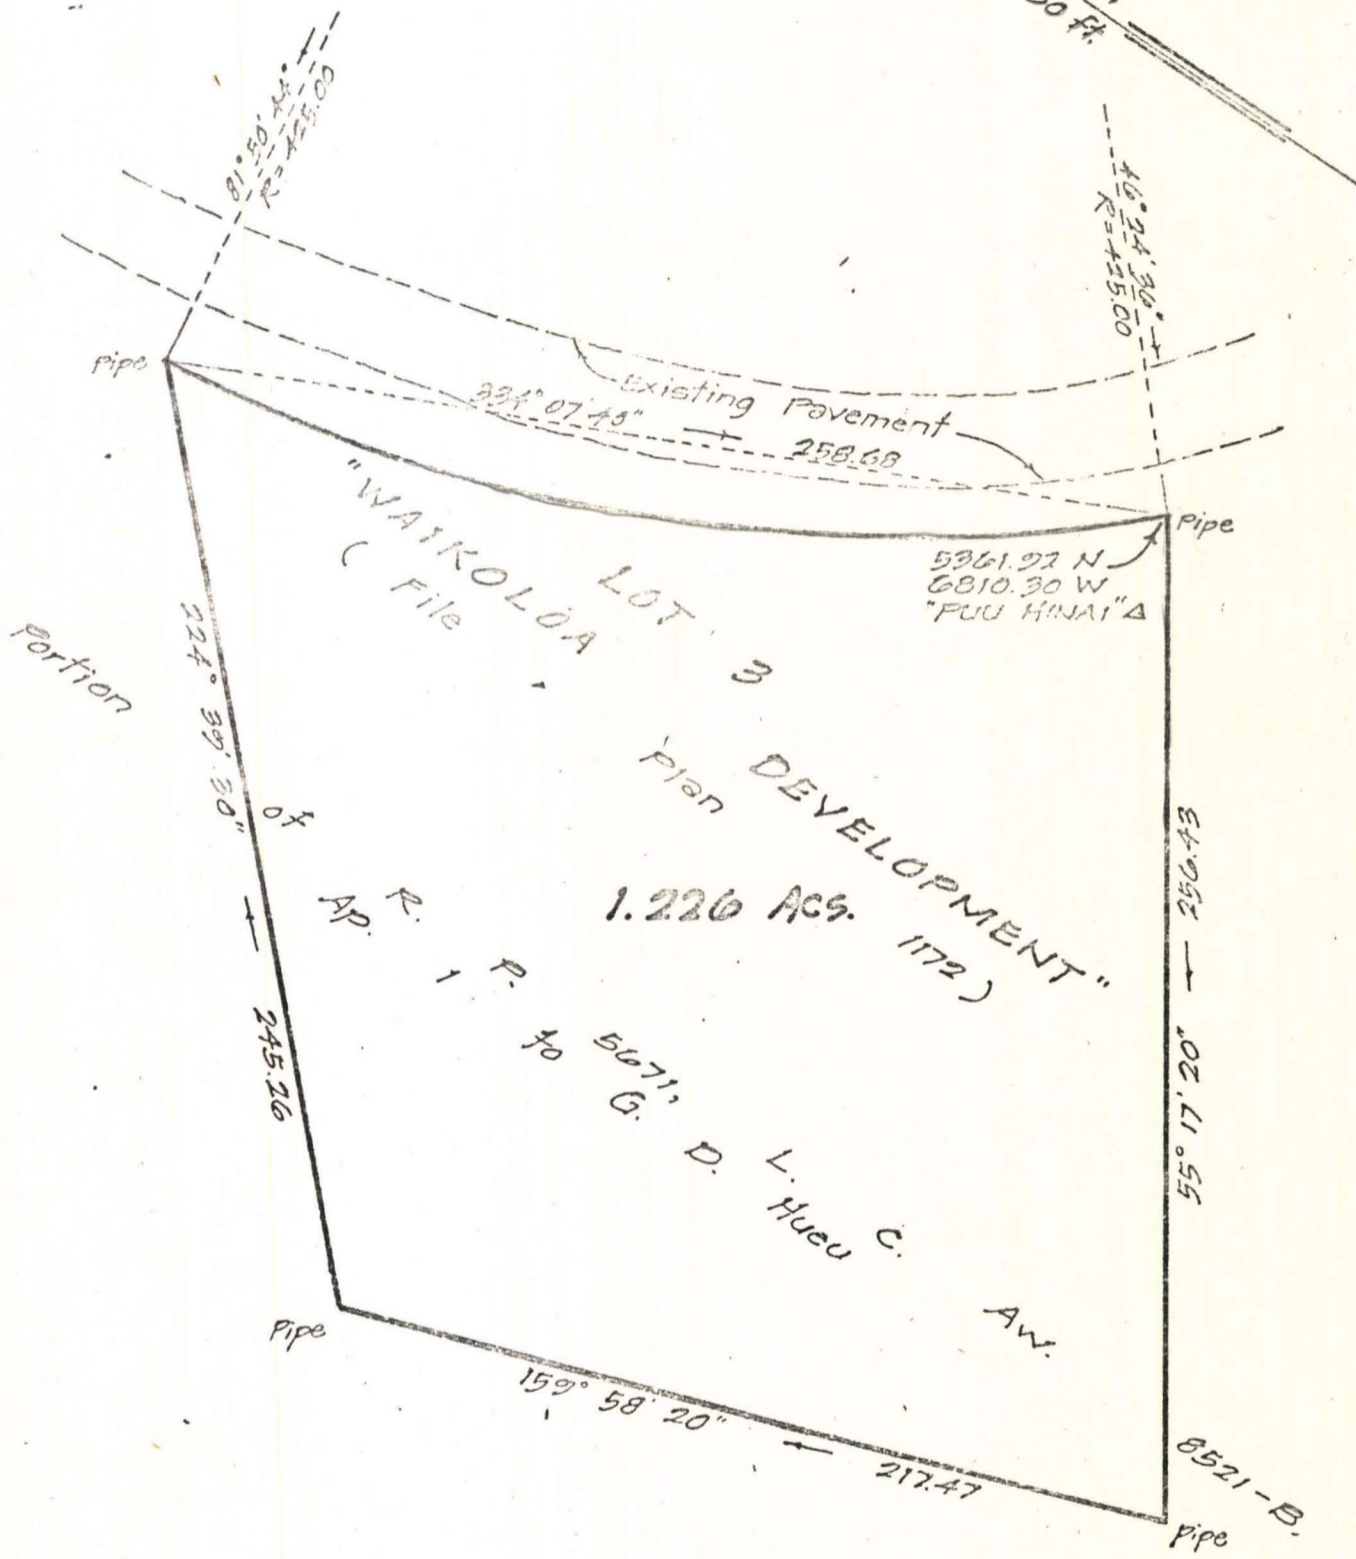 00 ft.
81° 50' 44"
R=425.00
46° 24' 36"
R=425.00
pipe
Existing Pavement
334° 07' 45"
258.68
pipe
5361.92 N
6810.30 W
"PUU HINAI" Δ
LOT 3
"WAIKOLOA DEVELOPMENT"
( File Plan 1172 )
1.226 Acs.
Portion of R. P. 5671, L. C. Aw. 8521-B.
Ap. 1 to G. D. Hueu
224° 39' 30"
245.26
256.43
55° 17' 20"
pipe
159° 58' 20"
217.47
pipe